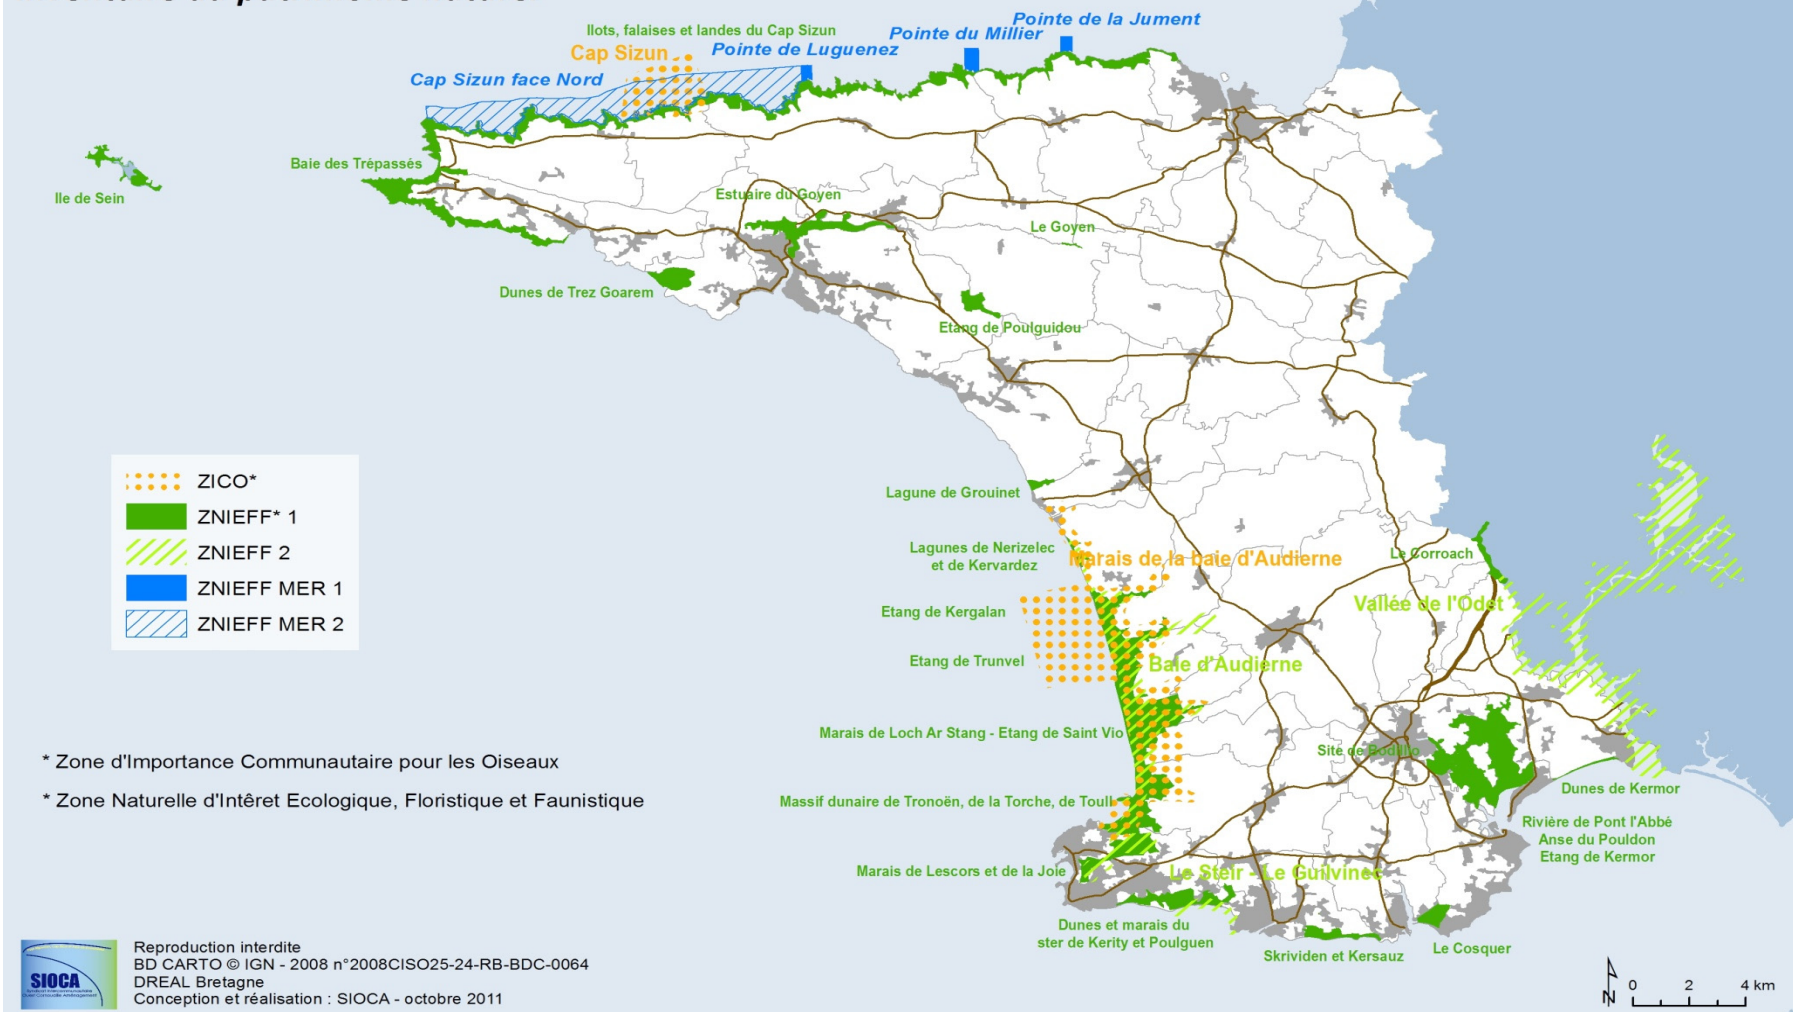 Ilots, falaises et landes du Cap Sizun
Pointe de la Jument
Pointe du Millier
Cap Sizun
Pointe de Luguenez
Cap Sizun face Nord
Baie des Trépassés
Ile de Sein
Estuaire du Goyen
Le Goyen
Dunes de Trez Goarem
Etang de Poulguidou
ZICO*
ZNIEFF* 1
ZNIEFF 2
ZNIEFF MER 1
ZNIEFF MER 2
Lagune de Grouinet
Lagunes de Nerizelec
et de Kervardez
Marais de la baie d'Audierne
Le Corroach
Etang de Kergalan
Vallée de l'Odet
Etang de Trunvel
Baie d'Audierne
Marais de Loch Ar Stang - Etang de Saint Vio
Site de Bodillio
* Zone d'Importance Communautaire pour les Oiseaux
* Zone Naturelle d'Intêret Ecologique, Floristique et Faunistique
Massif dunaire de Tronoën, de la Torche, de Toull
Dunes de Kermor
Rivière de Pont l'Abbé
Anse du Pouldon
Etang de Kermor
Marais de Lescors et de la Joie
Le Steir - Le Guilvinec
Dunes et marais du
ster de Kerity et Poulguen
Skrividen et Kersauz
Le Cosquer
SIOCA
Reproduction interdite
BD CARTO © IGN - 2008 n°2008CISO25-24-RB-BDC-0064
DREAL Bretagne
Conception et réalisation : SIOCA - octobre 2011
N
0 2 4 km